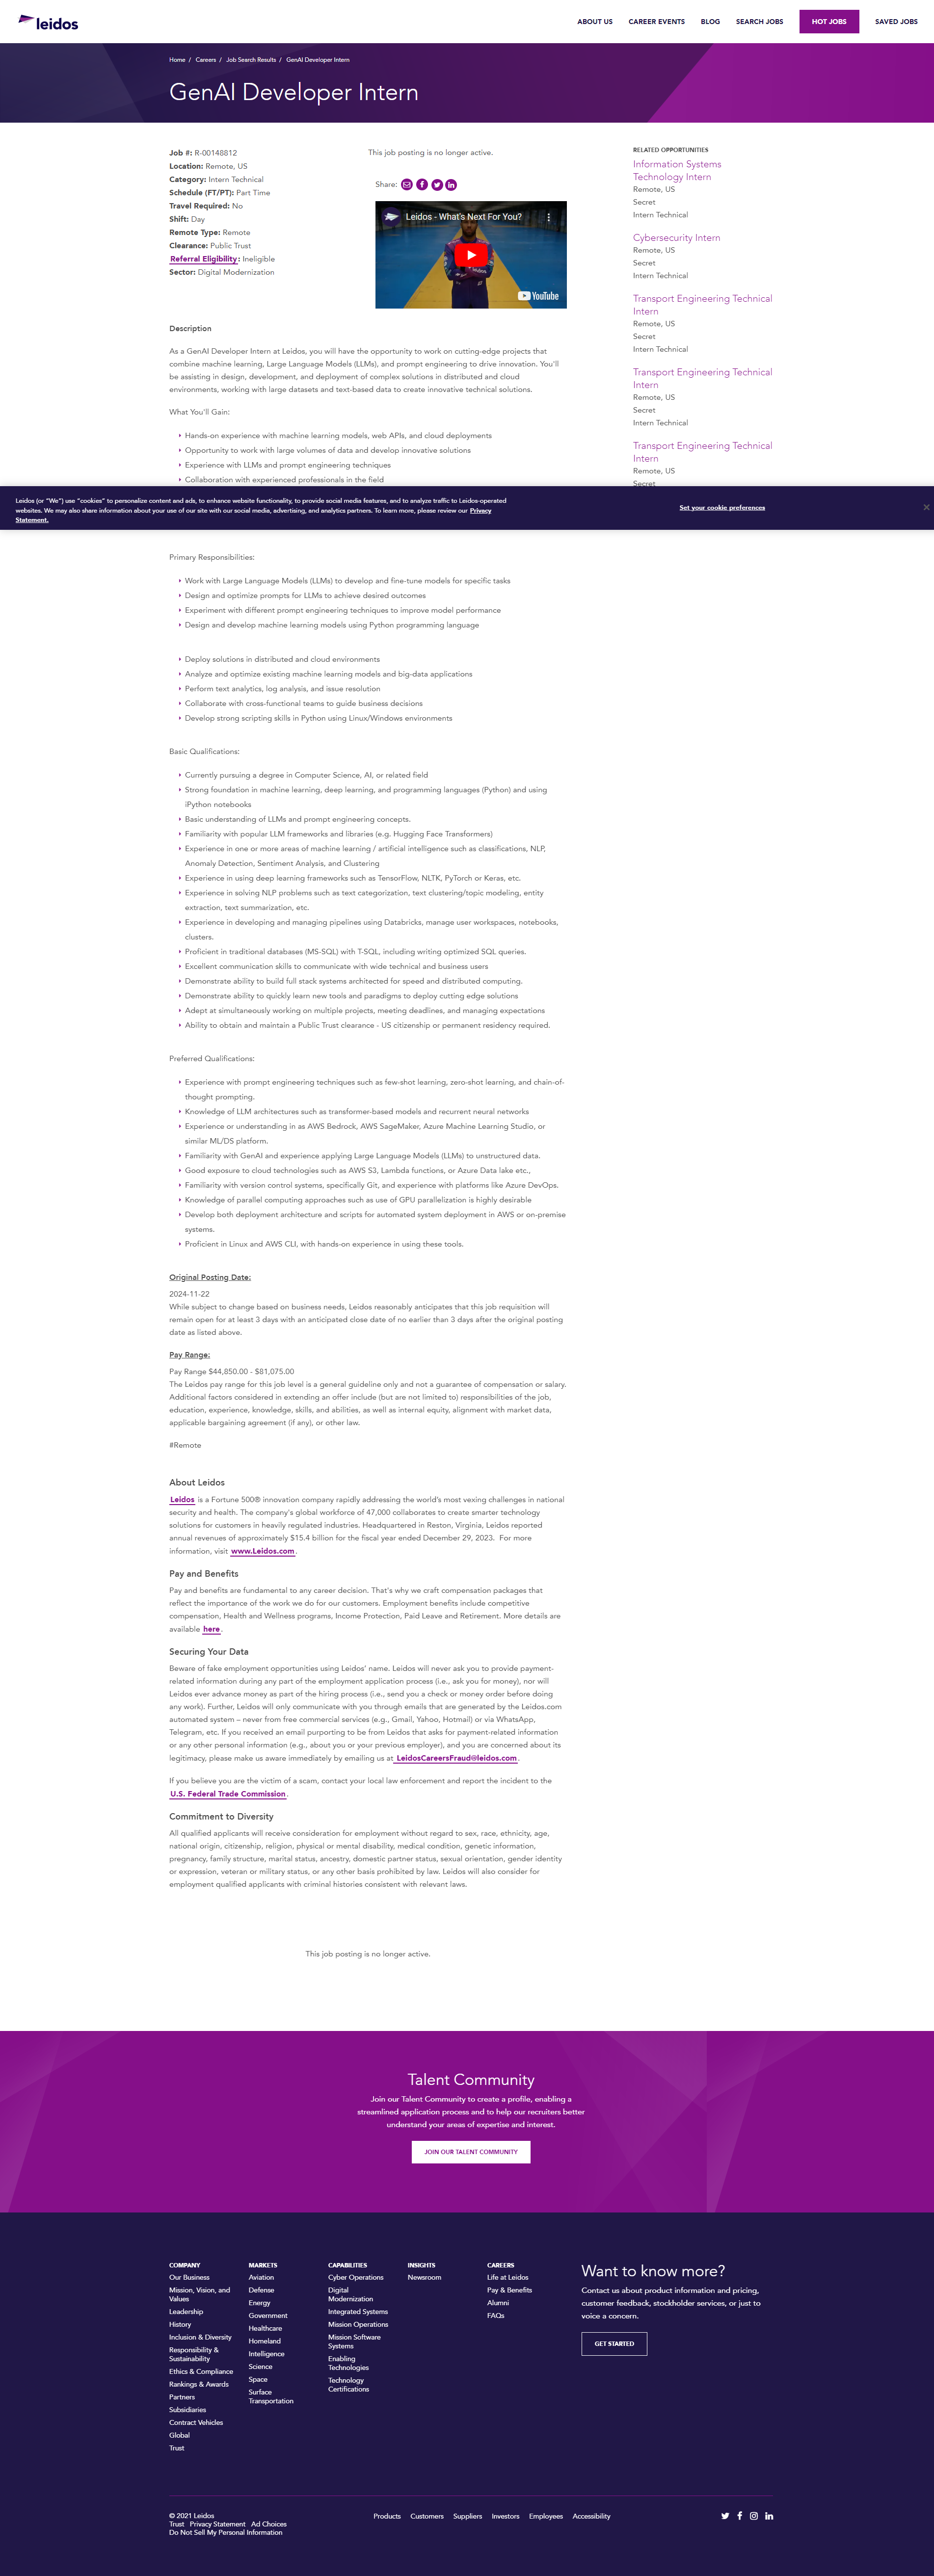 leidos
ABOUT US CAREER EVENTS BLOG SEARCH JOBS HOT JOBS SAVED JOBS
Home / Careers / Job Search Results / GenAI Developer Intern
GenAI Developer Intern
Job #: R-00148812
Location: Remote, US
Category: Intern Technical
Schedule (FT/PT): Part Time
Travel Required: No
Shift: Day
Remote Type: Remote
Clearance: Public Trust
Referral Eligibility: Ineligible
Sector: Digital Modernization
This job posting is no longer active.
Share:
Leidos - What's Next For You?
YouTube
Description
As a GenAI Developer Intern at Leidos, you will have the opportunity to work on cutting-edge projects that
combine machine learning, Large Language Models (LLMs), and prompt engineering to drive innovation. You'll
be assisting in design, development, and deployment of complex solutions in distributed and cloud
environments, working with large datasets and text-based data to create innovative technical solutions.
What You'll Gain:
Hands-on experience with machine learning models, web APIs, and cloud deployments
Opportunity to work with large volumes of data and develop innovative solutions
Experience with LLMs and prompt engineering techniques
Collaboration with experienced professionals in the field
RELATED OPPORTUNITIES
Information Systems
Technology Intern
Remote, US
Secret
Intern Technical
Cybersecurity Intern
Remote, US
Secret
Intern Technical
Transport Engineering Technical
Intern
Remote, US
Secret
Intern Technical
Transport Engineering Technical
Intern
Remote, US
Secret
Intern Technical
Transport Engineering Technical
Intern
Remote, US
Secret
Leidos (or "We") use "cookies" to personalize content and ads, to enhance website functionality, to provide social media features, and to analyze traffic to Leidos-operated
websites. We may also share information about your use of our site with our social media, advertising, and analytics partners. To learn more, please review our Privacy
Statement.
Set your cookie preferences
Primary Responsibilities:
Work with Large Language Models (LLMs) to develop and fine-tune models for specific tasks
Design and optimize prompts for LLMs to achieve desired outcomes
Experiment with different prompt engineering techniques to improve model performance
Design and develop machine learning models using Python programming language
Deploy solutions in distributed and cloud environments
Analyze and optimize existing machine learning models and big-data applications
Perform text analytics, log analysis, and issue resolution
Collaborate with cross-functional teams to guide business decisions
Develop strong scripting skills in Python using Linux/Windows environments
Basic Qualifications:
Currently pursuing a degree in Computer Science, AI, or related field
Strong foundation in machine learning, deep learning, and programming languages (Python) and using
iPython notebooks
Basic understanding of LLMs and prompt engineering concepts.
Familiarity with popular LLM frameworks and libraries (e.g. Hugging Face Transformers)
Experience in one or more areas of machine learning / artificial intelligence such as classifications, NLP,
Anomaly Detection, Sentiment Analysis, and Clustering
Experience in using deep learning frameworks such as TensorFlow, NLTK, PyTorch or Keras, etc.
Experience in solving NLP problems such as text categorization, text clustering/topic modeling, entity
extraction, text summarization, etc.
Experience in developing and managing pipelines using Databricks, manage user workspaces, notebooks,
clusters.
Proficient in traditional databases (MS-SQL) with T-SQL, including writing optimized SQL queries.
Excellent communication skills to communicate with wide technical and business users
Demonstrate ability to build full stack systems architected for speed and distributed computing.
Demonstrate ability to quickly learn new tools and paradigms to deploy cutting edge solutions
Adept at simultaneously working on multiple projects, meeting deadlines, and managing expectations
Ability to obtain and maintain a Public Trust clearance - US citizenship or permanent residency required.
Preferred Qualifications:
Experience with prompt engineering techniques such as few-shot learning, zero-shot learning, and chain-of-
thought prompting.
Knowledge of LLM architectures such as transformer-based models and recurrent neural networks
Experience or understanding in as AWS Bedrock, AWS SageMaker, Azure Machine Learning Studio, or
similar ML/DS platform.
Familiarity with GenAI and experience applying Large Language Models (LLMs) to unstructured data.
Good exposure to cloud technologies such as AWS S3, Lambda functions, or Azure Data lake etc.,
Familiarity with version control systems, specifically Git, and experience with platforms like Azure DevOps.
Knowledge of parallel computing approaches such as use of GPU parallelization is highly desirable
Develop both deployment architecture and scripts for automated system deployment in AWS or on-premise
systems.
Proficient in Linux and AWS CLI, with hands-on experience in using these tools.
Original Posting Date:
2024-11-22
While subject to change based on business needs, Leidos reasonably anticipates that this job requisition will
remain open for at least 3 days with an anticipated close date of no earlier than 3 days after the original posting
date as listed above.
Pay Range:
Pay Range $44,850.00 - $81,075.00
The Leidos pay range for this job level is a general guideline only and not a guarantee of compensation or salary.
Additional factors considered in extending an offer include (but are not limited to) responsibilities of the job,
education, experience, knowledge, skills, and abilities, as well as internal equity, alignment with market data,
applicable bargaining agreement (if any), or other law.
#Remote
About Leidos
Leidos is a Fortune 500® innovation company rapidly addressing the world's most vexing challenges in national
security and health. The company's global workforce of 47,000 collaborates to create smarter technology
solutions for customers in heavily regulated industries. Headquartered in Reston, Virginia, Leidos reported
annual revenues of approximately $15.4 billion for the fiscal year ended December 29, 2023. For more
information, visit www.Leidos.com.
Pay and Benefits
Pay and benefits are fundamental to any career decision. That's why we craft compensation packages that
reflect the importance of the work we do for our customers. Employment benefits include competitive
compensation, Health and Wellness programs, Income Protection, Paid Leave and Retirement. More details are
available here.
Securing Your Data
Beware of fake employment opportunities using Leidos' name. Leidos will never ask you to provide payment-
related information during any part of the employment application process (i.e., ask you for money), nor will
Leidos ever advance money as part of the hiring process (i.e., send you a check or money order before doing
any work). Further, Leidos will only communicate with you through emails that are generated by the Leidos.com
automated system – never from free commercial services (e.g., Gmail, Yahoo, Hotmail) or via WhatsApp,
Telegram, etc. If you received an email purporting to be from Leidos that asks for payment-related information
or any other personal information (e.g., about you or your previous employer), and you are concerned about its
legitimacy, please make us aware immediately by emailing us at LeidosCareersFraud@leidos.com.
If you believe you are the victim of a scam, contact your local law enforcement and report the incident to the
U.S. Federal Trade Commission.
Commitment to Diversity
All qualified applicants will receive consideration for employment without regard to sex, race, ethnicity, age,
national origin, citizenship, religion, physical or mental disability, medical condition, genetic information,
pregnancy, family structure, marital status, ancestry, domestic partner status, sexual orientation, gender identity
or expression, veteran or military status, or any other basis prohibited by law. Leidos will also consider for
employment qualified applicants with criminal histories consistent with relevant laws.
This job posting is no longer active.
Talent Community
Join our Talent Community to create a profile, enabling a
streamlined application process and to help our recruiters better
understand your areas of expertise and interest.
JOIN OUR TALENT COMMUNITY
COMPANY
Our Business
Mission, Vision, and
Values
Leadership
History
Inclusion & Diversity
Responsibility &
Sustainability
Ethics & Compliance
Rankings & Awards
Partners
Subsidiaries
Contract Vehicles
Global
Trust
MARKETS
Aviation
Defense
Energy
Government
Healthcare
Homeland
Intelligence
Science
Space
Surface
Transportation
CAPABILITIES
Cyber Operations
Digital
Modernization
Integrated Systems
Mission Operations
Mission Software
Systems
Enabling
Technologies
Technology
Certifications
INSIGHTS
Newsroom
CAREERS
Life at Leidos
Pay & Benefits
Alumni
FAQs
Want to know more?
Contact us about product information and pricing,
customer feedback, stockholder services, or just to
voice a concern.
GET STARTED
© 2021 Leidos
Trust Privacy Statement Ad Choices
Do Not Sell My Personal Information
Products Customers Suppliers Investors Employees Accessibility